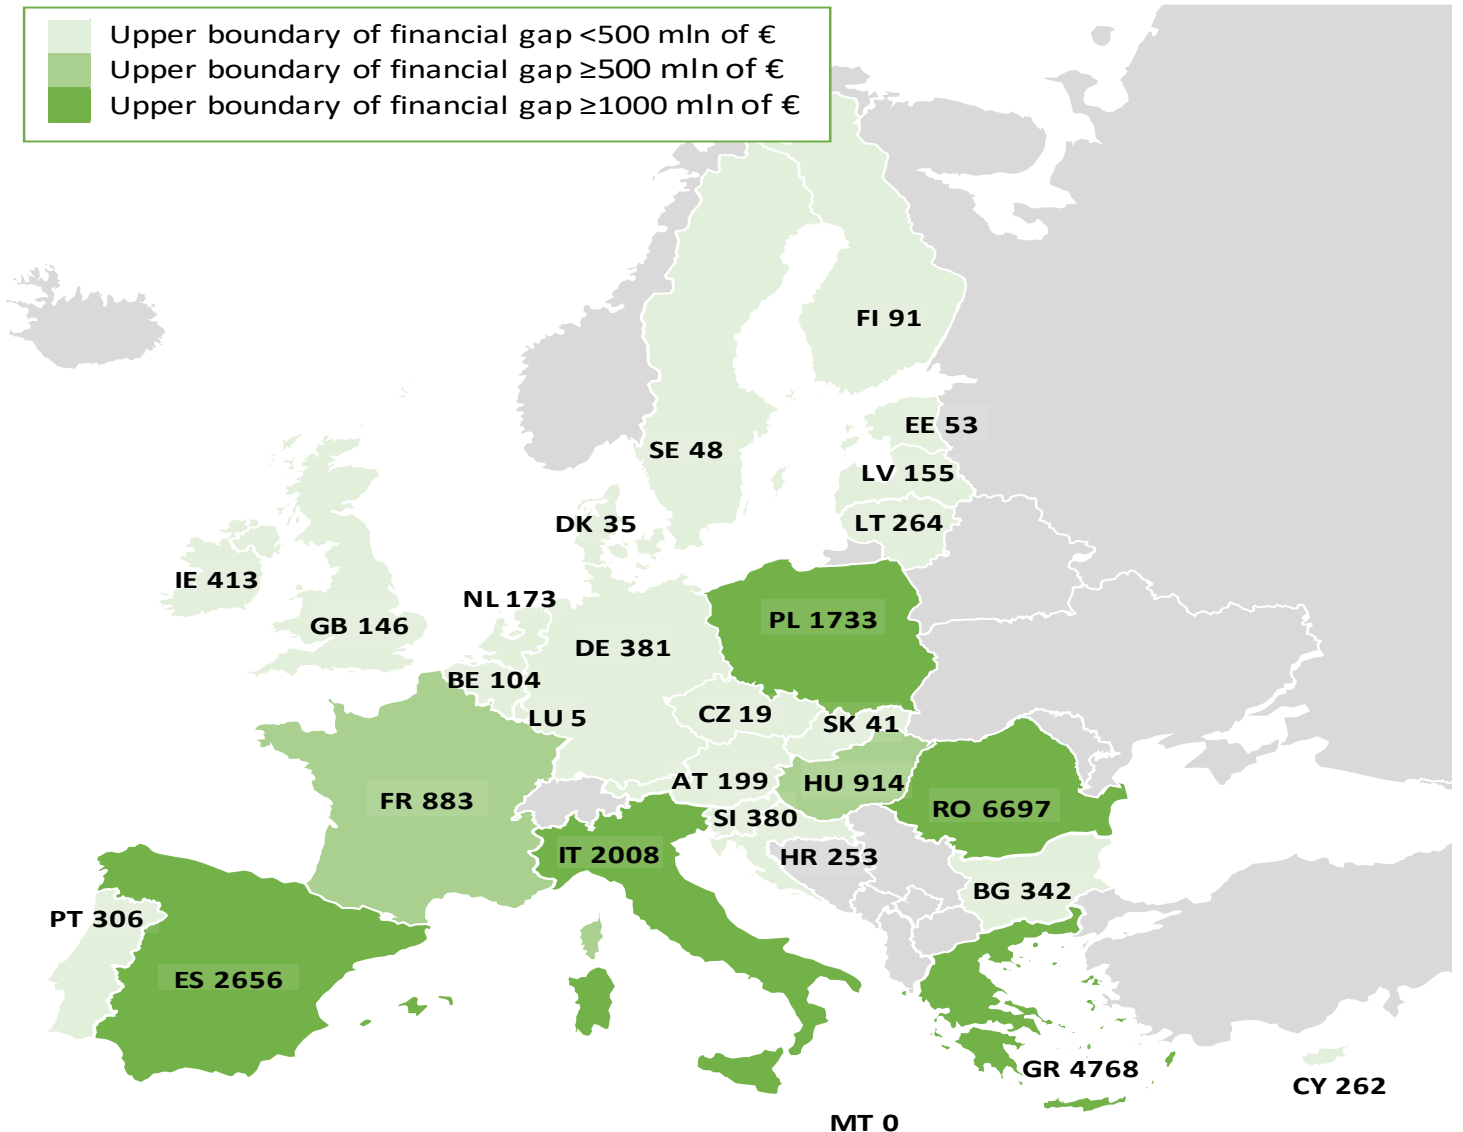 Upper boundary of financial gap <500 mln of €
Upper boundary of financial gap ≥500 mln of €
Upper boundary of financial gap ≥1000 mln of €
FI 91
EE 53
SE 48
LV 155
DK 35
LT 264
IE 413
NL 173
GB 146
PL 1733
DE 381
BE 104
LU 5
CZ 19
SK 41
AT 199
HU 914
FR 883
RO 6697
SI 380
IT 2008
HR 253
BG 342
PT 306
ES 2656
GR 4768
CY 262
MT 0